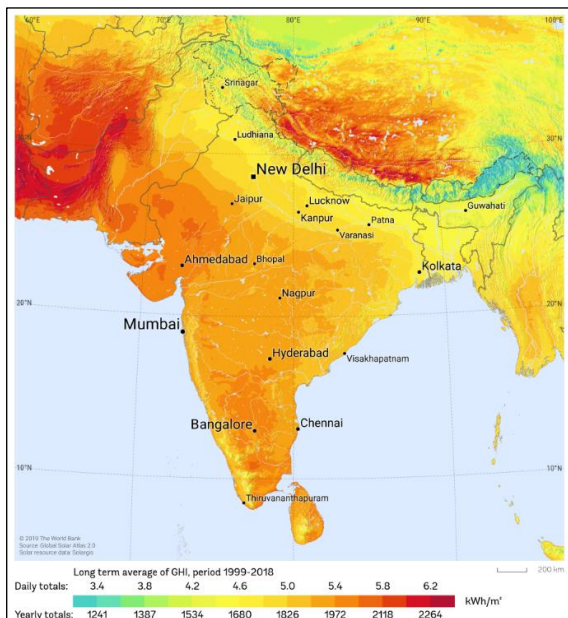 60°E 70°E 80°E 90°E 100°E
Srinagar
30°N
Ludhiana
New Delhi
Jaipur
Lucknow
Kanpur
Patna
Guwahati
Varanasi
Ahmedabad
Bhopal
Kolkata
Nagpur
20°N 20°N
Mumbai
Hyderabad
Visakhapatnam
Bangalore
Chennai
10°N 10°N
Thiruvananthapuram
© 2019 The World Bank
Source: Global Solar Atlas 2.0
Solar resource data: Solargis
200 km
Long term average of GHI, period 1999-2018
Daily totals: 3.4 3.8 4.2 4.6 5.0 5.4 5.8 6.2
kWh/m²
Yearly totals: 1241 1387 1534 1680 1826 1972 2118 2264